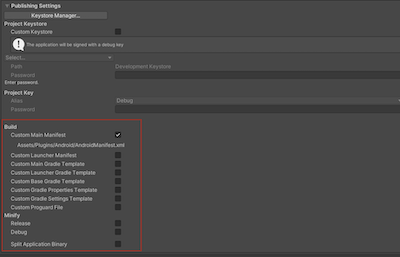 Publishing Settings
Keystore Manager...
Project Keystore
Custom Keystore
The application will be signed with a debug key
Select...
Path Development Keystore
Password
Enter password.
Project Key
Alias Debug
Password
Build
Custom Main Manifest
Assets/Plugins/Android/AndroidManifest.xml
Custom Launcher Manifest
Custom Main Gradle Template
Custom Launcher Gradle Template
Custom Base Gradle Template
Custom Gradle Properties Template
Custom Gradle Settings Template
Custom Proguard File
Minify
Release
Debug
Split Application Binary